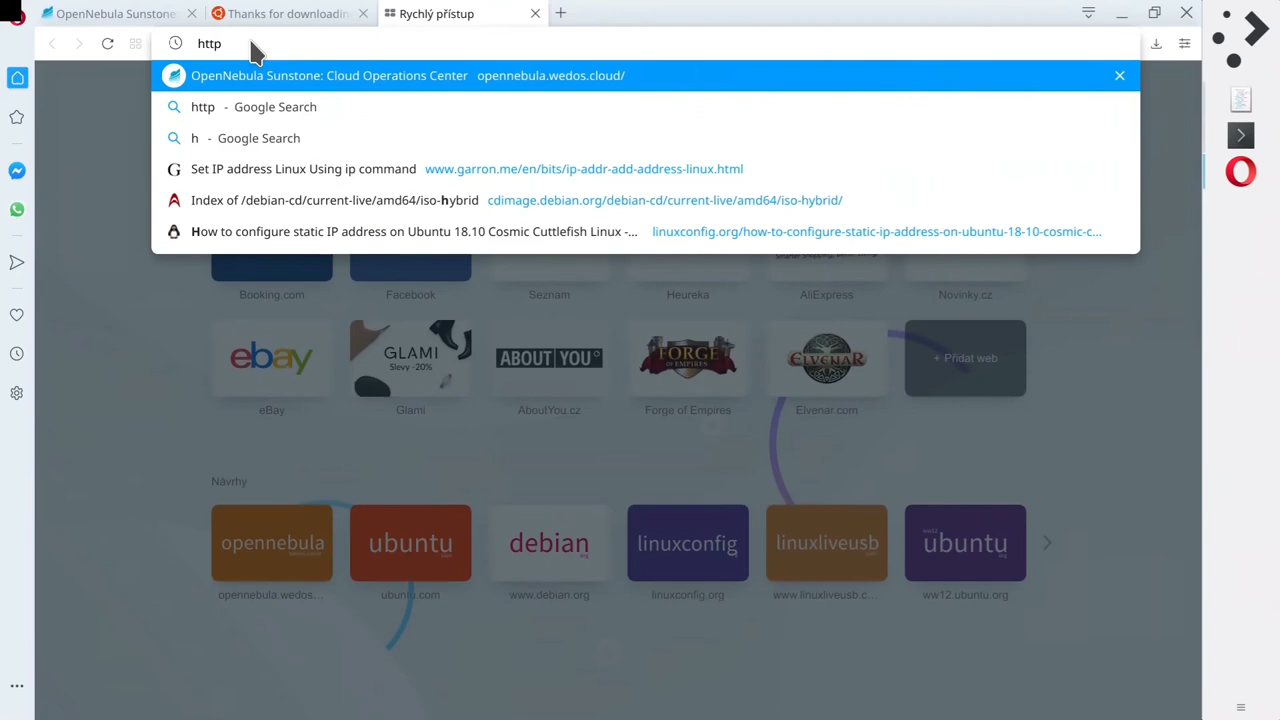 OpenNebula Sunstone:
Thanks for downloadin
Rychlý přístup
http
OpenNebula Sunstone: Cloud Operations Center opennebula.wedos.cloud/
http - Google Search
h - Google Search
Set IP address Linux Using ip command www.garron.me/en/bits/ip-addr-add-address-linux.html
Index of /debian-cd/current-live/amd64/iso-hybrid cdimage.debian.org/debian-cd/current-live/amd64/iso-hybrid/
How to configure static IP address on Ubuntu 18.10 Cosmic Cuttlefish Linux -... linuxconfig.org/how-to-configure-static-ip-address-on-ubuntu-18-10-cosmic-c...
Booking.com
Facebook
Seznam
Heureka
AliExpress
Novinky.cz
ebay
GLAMI
Slevy -20%
ABOUT YOU°
FORGE OF EMPIRES
ELVENAR
+ Přidat web
eBay
Glami
AboutYou.cz
Forge of Empires
Elvenar.com
Návrhy
opennebula
ubuntu
debian
linuxconfig
linuxliveusb
ww12
ubuntu
opennebula.wedos...
ubuntu.com
www.debian.org
linuxconfig.org
www.linuxliveusb.c...
ww12.ubuntu.org